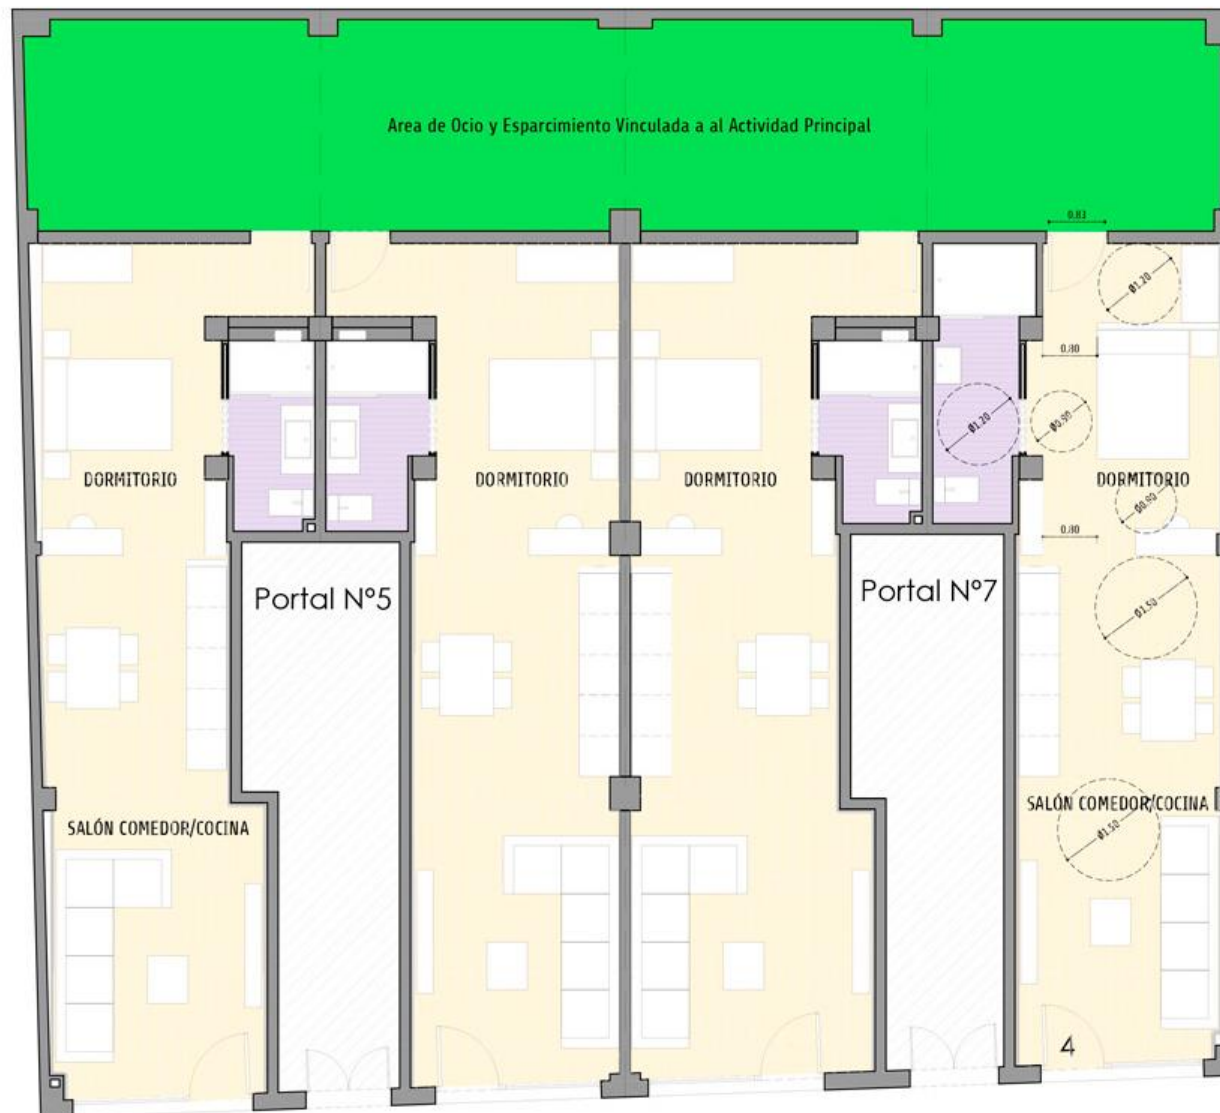 Area de Ocio y Esparcimiento Vinculada a al Actividad Principal
0.83
Ø1.20
0.80
Ø1.20
Ø0.90
DORMITORIO
DORMITORIO
DORMITORIO
DORMITORIO
Ø0.90
0.80
Portal Nº5
Portal Nº7
Ø1.50
SALÓN COMEDOR/COCINA
SALÓN COMEDOR/COCINA
Ø1.50
4